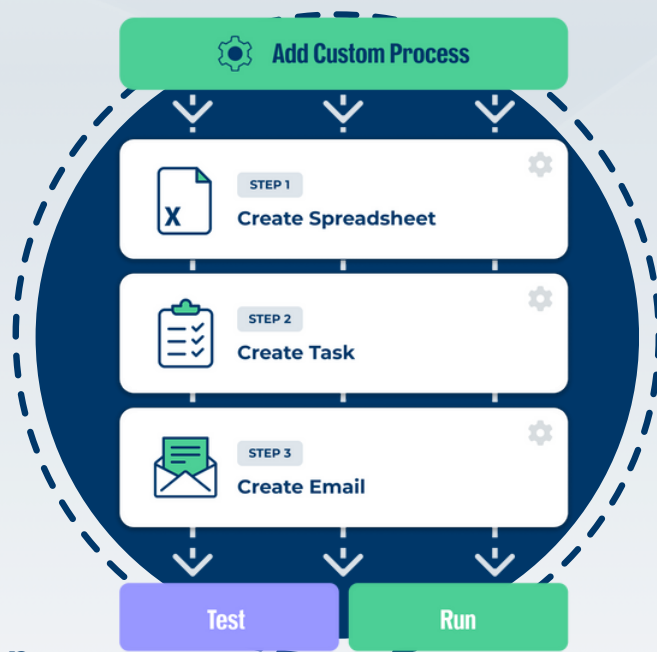 Add Custom Process
STEP 1
X
Create Spreadsheet
STEP 2
Create Task
STEP 3
Create Email
Test
Run